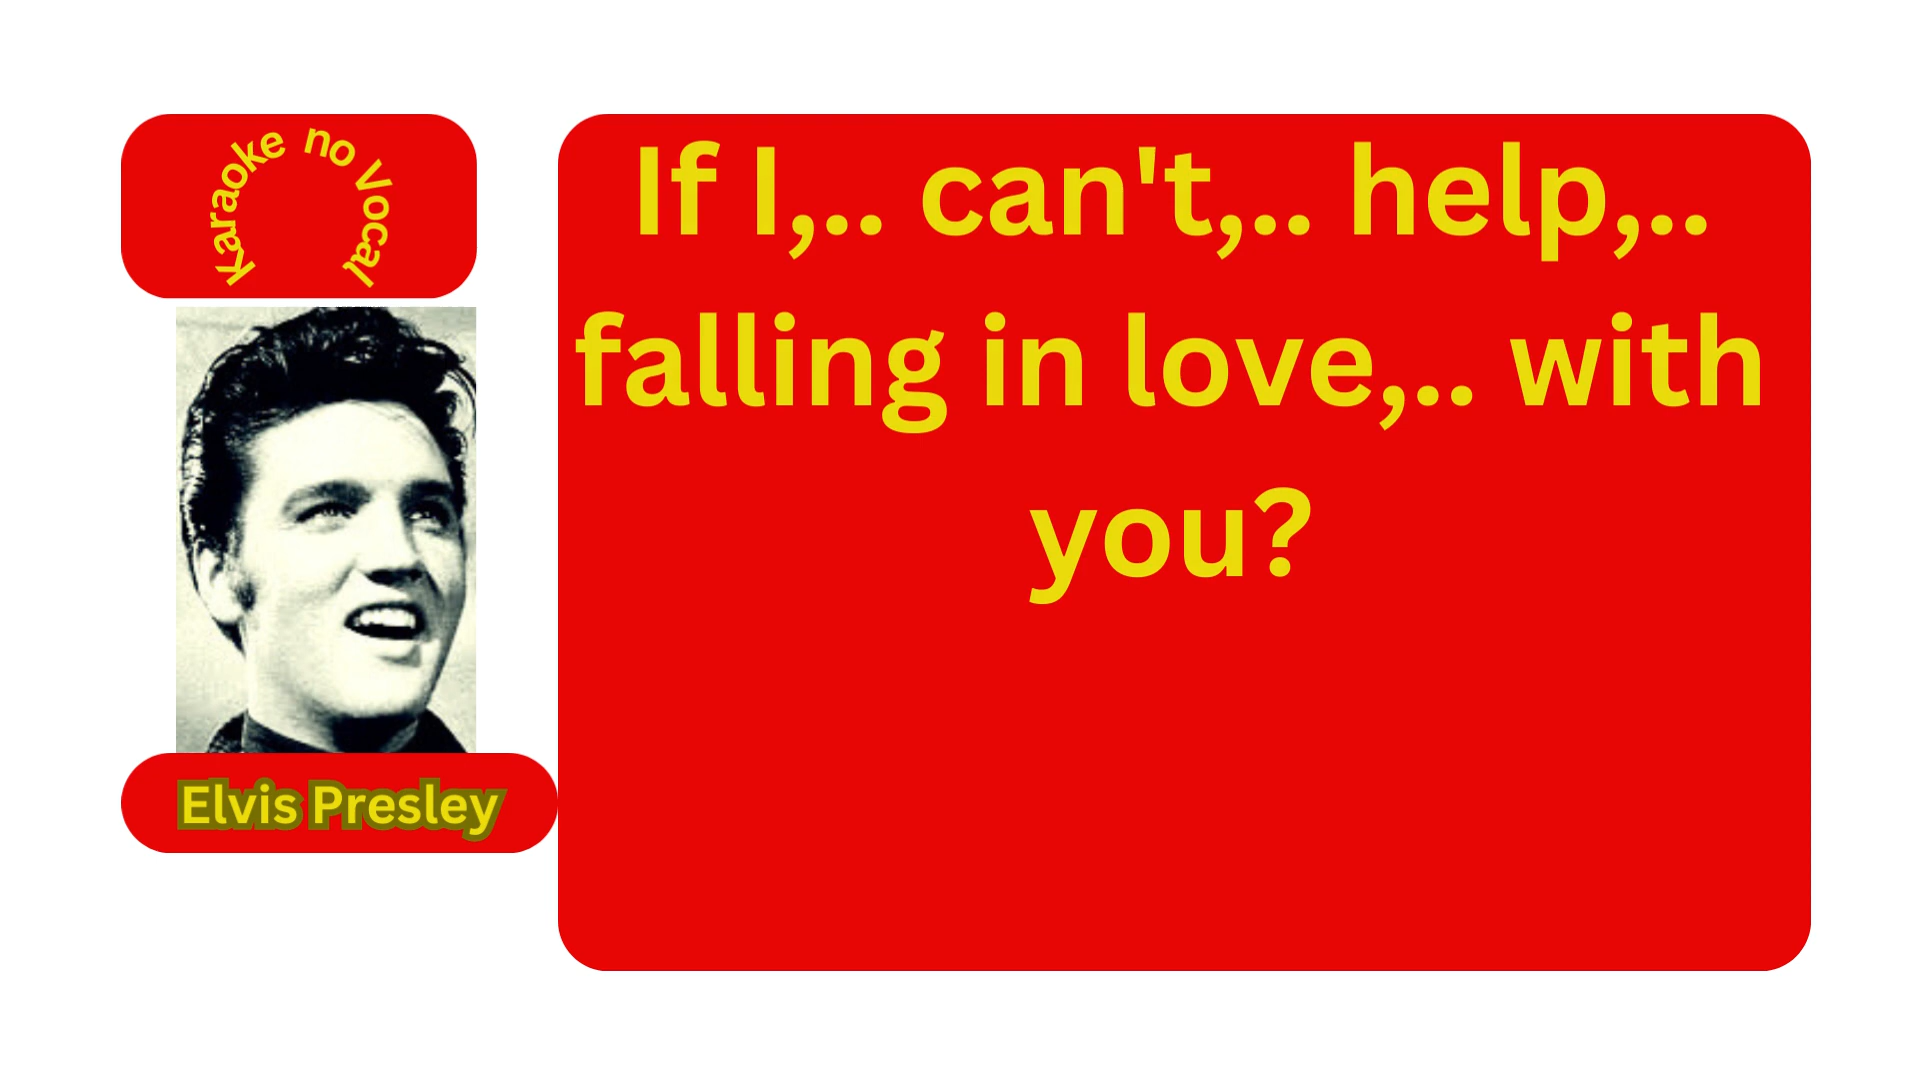 Karaoke no Vocal
If I,.. can't,.. help,..
falling in love,.. with
you?
Elvis Presley